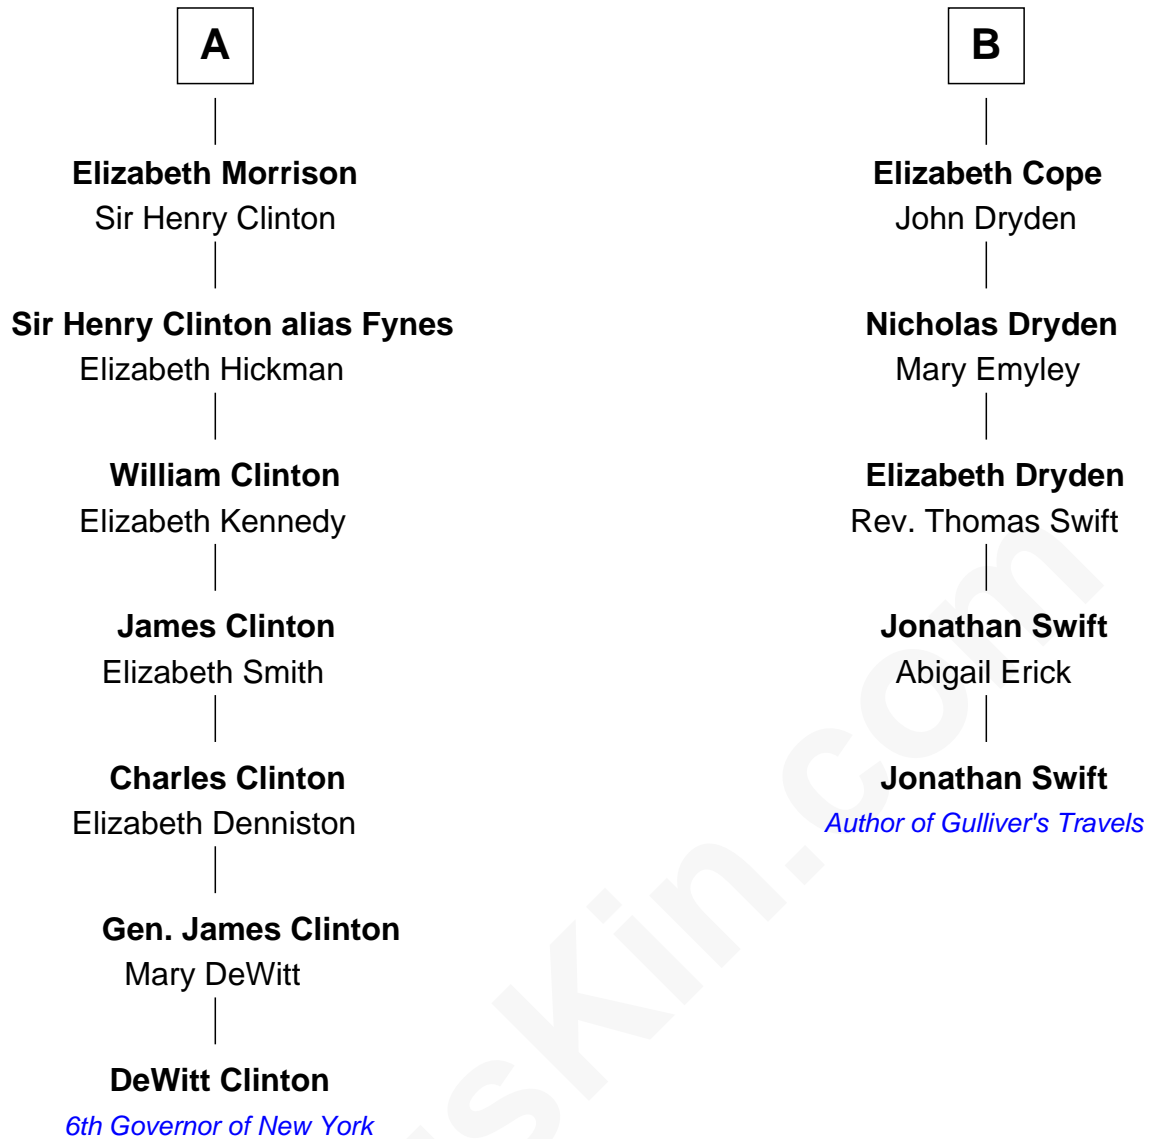 A
Elizabeth Morrison
Sir Henry Clinton
Sir Henry Clinton alias Fynes
Elizabeth Hickman
William Clinton
Elizabeth Kennedy
James Clinton
Elizabeth Smith
Charles Clinton
Elizabeth Denniston
Gen. James Clinton
Mary DeWitt
DeWitt Clinton
6th Governor of New York
B
Elizabeth Cope
John Dryden
Nicholas Dryden
Mary Emyley
Elizabeth Dryden
Rev. Thomas Swift
Jonathan Swift
Abigail Erick
Jonathan Swift
Author of Gulliver's Travels